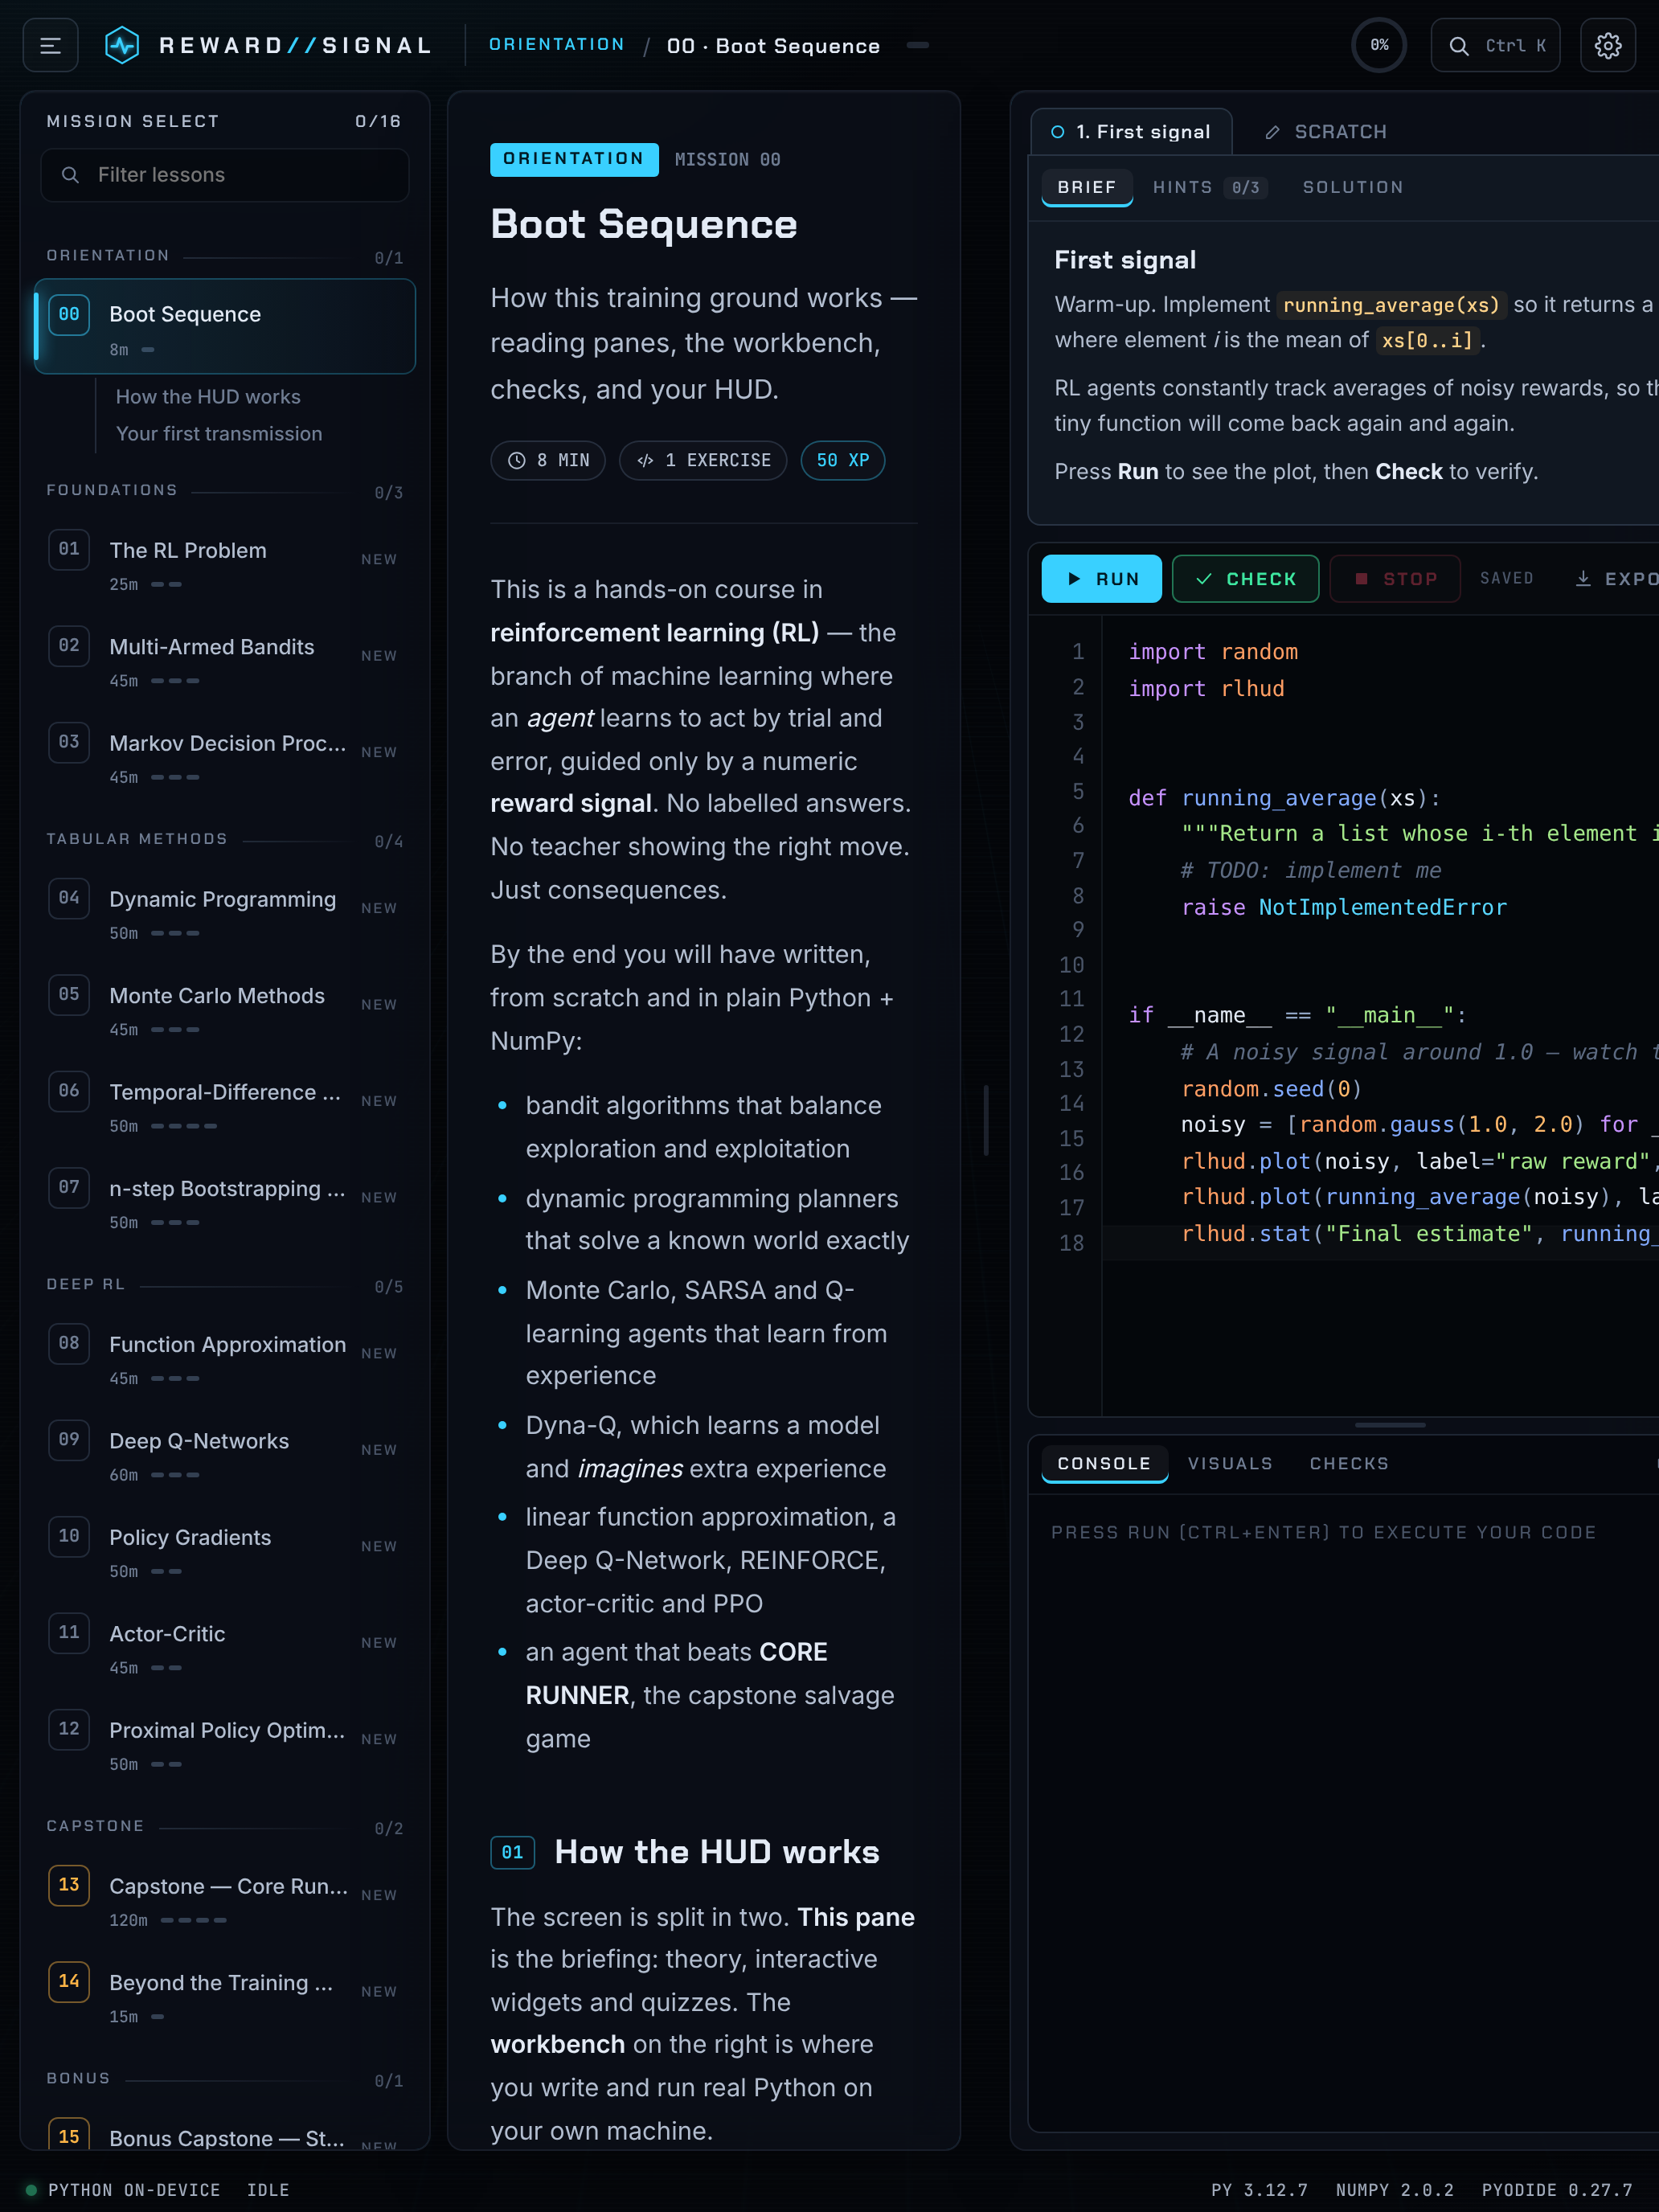 REWARD//SIGNAL
ORIENTATION / 00 · Boot Sequence
0%
Ctrl K
MISSION SELECT 0/16
Filter lessons
ORIENTATION 0/1
00 Boot Sequence
8m
How the HUD works
Your first transmission
FOUNDATIONS 0/3
01 The RL Problem NEW
25m
02 Multi-Armed Bandits NEW
45m
03 Markov Decision Proc... NEW
45m
TABULAR METHODS 0/4
04 Dynamic Programming NEW
50m
05 Monte Carlo Methods NEW
45m
06 Temporal-Difference ... NEW
50m
07 n-step Bootstrapping ... NEW
50m
DEEP RL 0/5
08 Function Approximation NEW
45m
09 Deep Q-Networks NEW
60m
10 Policy Gradients NEW
50m
11 Actor-Critic NEW
45m
12 Proximal Policy Optim... NEW
50m
CAPSTONE 0/2
13 Capstone — Core Run... NEW
120m
14 Beyond the Training ... NEW
15m
BONUS 0/1
15 Bonus Capstone — St... NEW
ORIENTATION MISSION 00
Boot Sequence
How this training ground works —
reading panes, the workbench,
checks, and your HUD.
8 MIN 1 EXERCISE 50 XP
This is a hands-on course in
reinforcement learning (RL) — the
branch of machine learning where
an agent learns to act by trial and
error, guided only by a numeric
reward signal. No labelled answers.
No teacher showing the right move.
Just consequences.
By the end you will have written,
from scratch and in plain Python +
NumPy:
• bandit algorithms that balance
exploration and exploitation
• dynamic programming planners
that solve a known world exactly
• Monte Carlo, SARSA and Q-
learning agents that learn from
experience
• Dyna-Q, which learns a model
and imagines extra experience
• linear function approximation, a
Deep Q-Network, REINFORCE,
actor-critic and PPO
• an agent that beats CORE
RUNNER, the capstone salvage
game
01 How the HUD works
The screen is split in two. This pane
is the briefing: theory, interactive
widgets and quizzes. The
workbench on the right is where
you write and run real Python on
your own machine.
1. First signal SCRATCH
BRIEF HINTS 0/3 SOLUTION
First signal
Warm-up. Implement running_average(xs) so it returns a
where element i is the mean of xs[0..i].
RL agents constantly track averages of noisy rewards, so
tiny function will come back again and again.
Press Run to see the plot, then Check to verify.
RUN CHECK STOP SAVED EXPO
1 import random
2 import rlhud
3
4
5 def running_average(xs):
6 """Return a list whose i-th element
7 # TODO: implement me
8 raise NotImplementedError
9
10
11 if __name__ == "__main__":
12 # A noisy signal around 1.0 — watch
13 random.seed(0)
14 noisy = [random.gauss(1.0, 2.0) for _
15 rlhud.plot(noisy, label="raw reward",
16 rlhud.plot(running_average(noisy), la
17 rlhud.stat("Final estimate", running_
18
CONSOLE VISUALS CHECKS
PRESS RUN (CTRL+ENTER) TO EXECUTE YOUR CODE
PYTHON ON-DEVICE IDLE
PY 3.12.7 NUMPY 2.0.2 PYODIDE 0.27.7